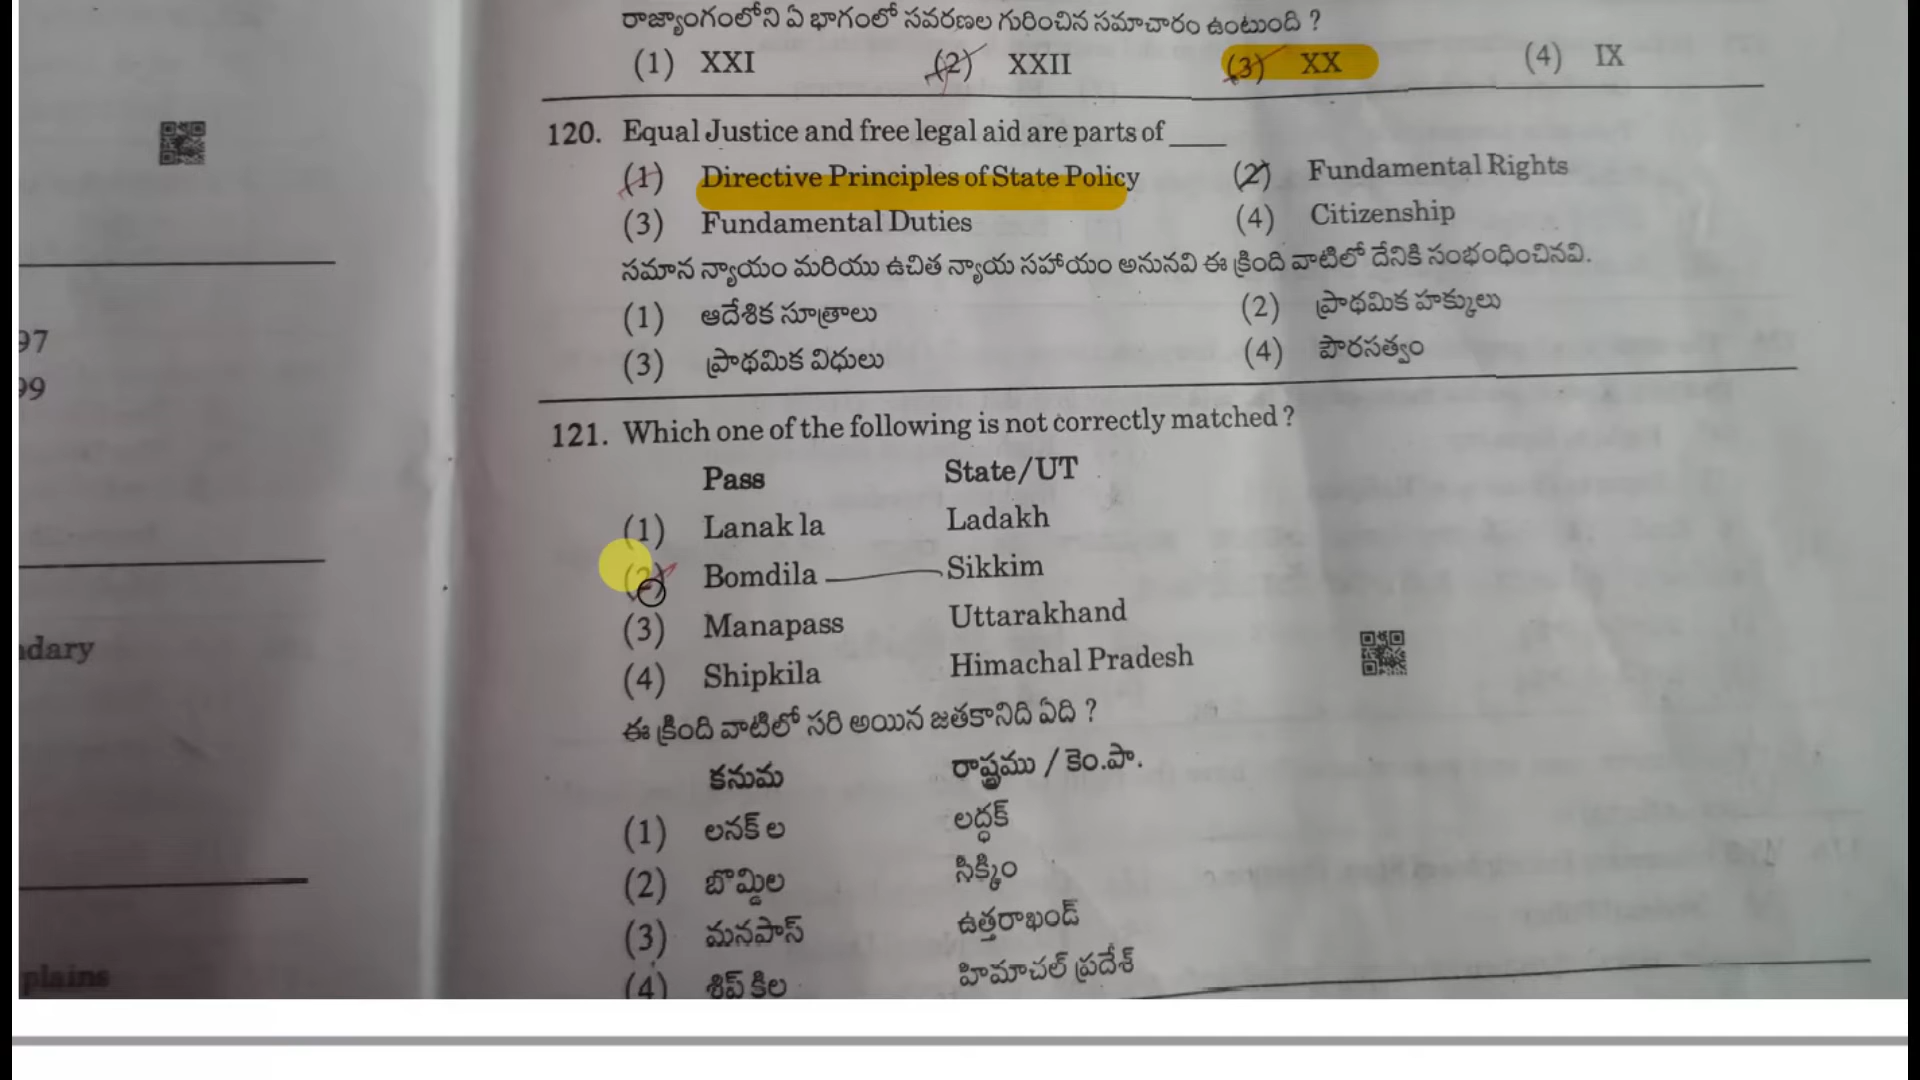 రాజ్యాంగంలోని ఏ భాగంలో సవరణల గురించిన సమాచారం ఉంటుంది ?
(1) XXI (2) XXII (3) XX (4) IX
120. Equal Justice and free legal aid are parts of ____
(1) Directive Principles of State Policy (2) Fundamental Rights
(3) Fundamental Duties (4) Citizenship
సమాన న్యాయం మరియు ఉచిత న్యాయ సహాయం అనునవి ఈ క్రింది వాటిలో దేనికి సంభంధించినవి.
(1) ఆదేశిక సూత్రాలు (2) ప్రాథమిక హక్కులు
(3) ప్రాథమిక విధులు (4) పౌరసత్వం
97
99
121. Which one of the following is not correctly matched ?
Pass State/UT
(1) Lanak la Ladakh
(2) Bomdila Sikkim
(3) Manapass Uttarakhand
(4) Shipkila Himachal Pradesh
ఈ క్రింది వాటిలో సరి అయిన జతకానిది ఏది ?
కనుమ రాష్ట్రము / కెం.పా.
(1) లనక్ ల లద్ధక్
(2) బొమ్డిల సిక్కిం
(3) మనపాస్ ఉత్తరాఖండ్
(4) శిప్ కిల హిమాచల్ ప్రదేశ్
ndary
plains